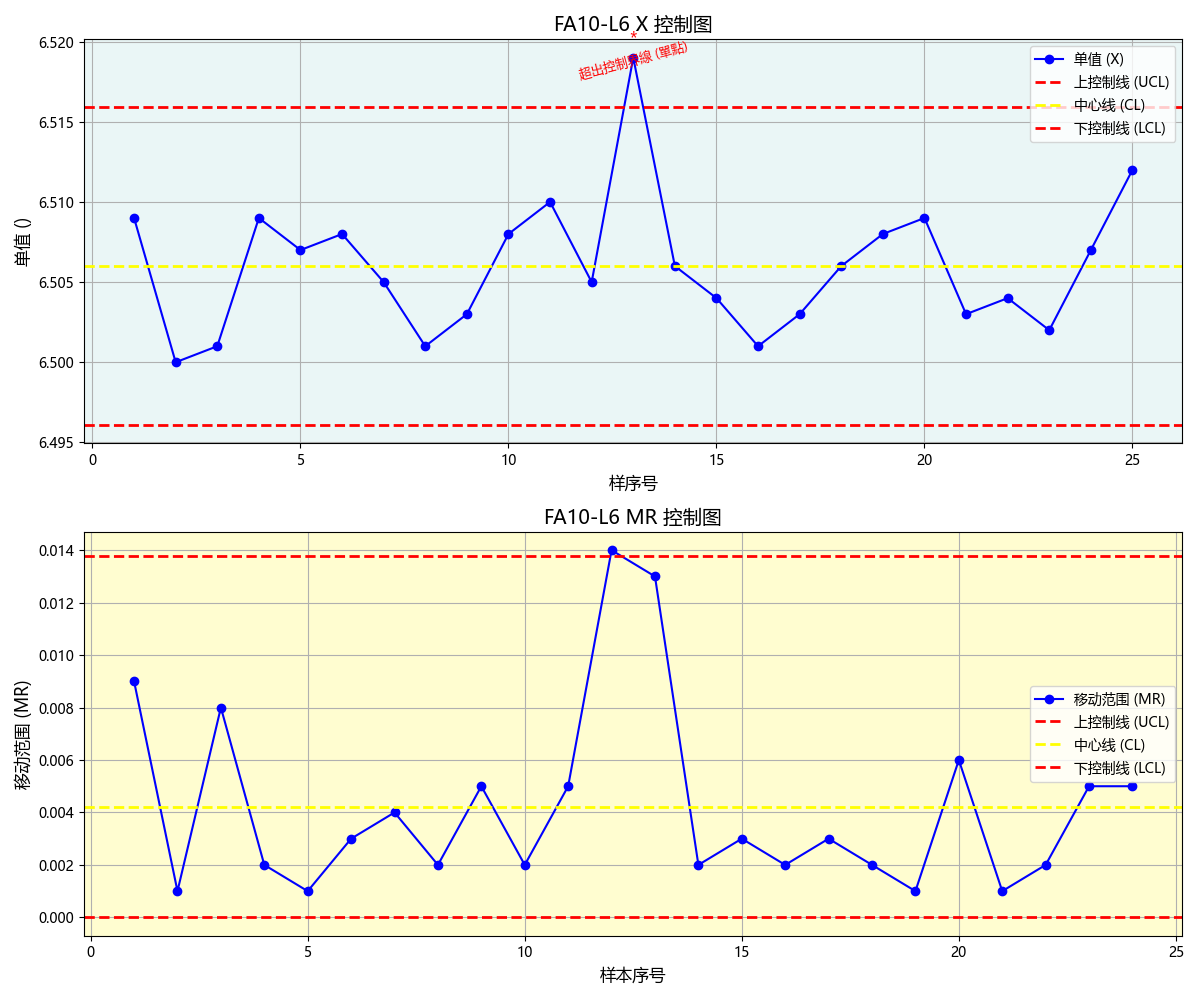 FA10-L6 X 控制图
6.520
6.515
6.510
6.505
6.500
6.495
单值 ()
*
超出控制界線 (單點)
单值 (X)
上控制线 (UCL)
中心线 (CL)
下控制线 (LCL)
0 5 10 15 20 25
样序号
FA10-L6 MR 控制图
0.014
0.012
0.010
0.008
0.006
0.004
0.002
0.000
移动范围 (MR)
移动范围 (MR)
上控制线 (UCL)
中心线 (CL)
下控制线 (LCL)
0 5 10 15 20 25
样本序号